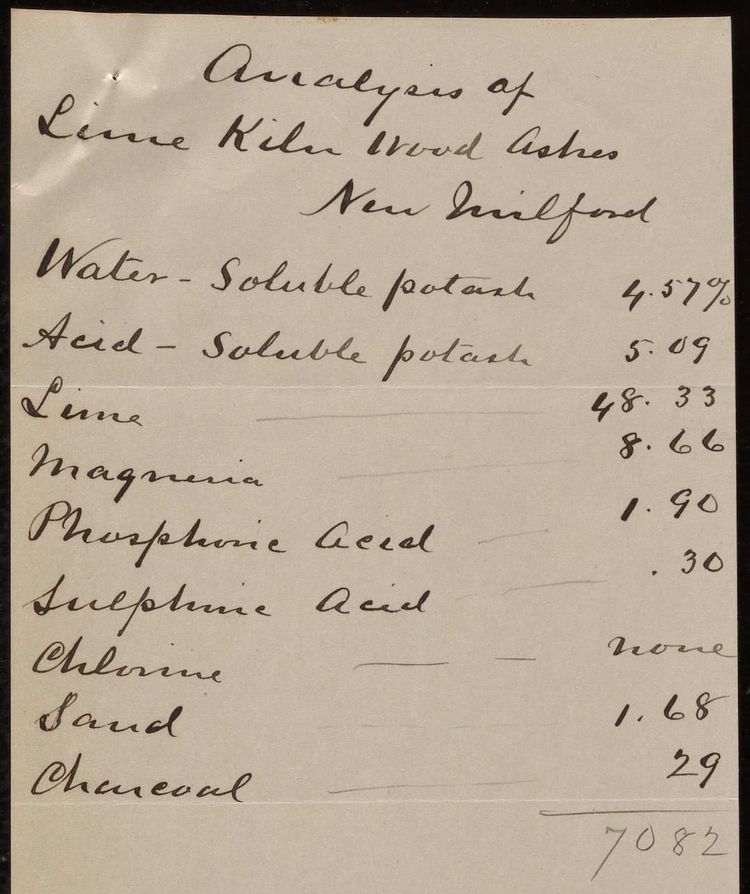 Analysis of
Lime Kiln Wood Ashes
New Milford
Water - Soluble potash 4.57%
Acid - Soluble potash 5.09
Lime 48.33
Magnesia 8.66
Phosphoric Acid 1.90
Sulphuric Acid .30
Chlorine none
Sand 1.68
Charcoal 29
7082